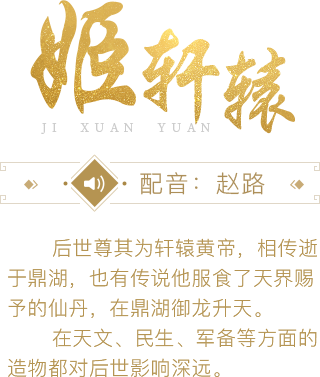 姬轩辕
JI XUAN YUAN
配音：赵路
后世尊其为轩辕黄帝，相传逝
于鼎湖，也有传说他服食了天界赐
予的仙丹，在鼎湖御龙升天。
在天文、民生、军备等方面的
造物都对后世影响深远。